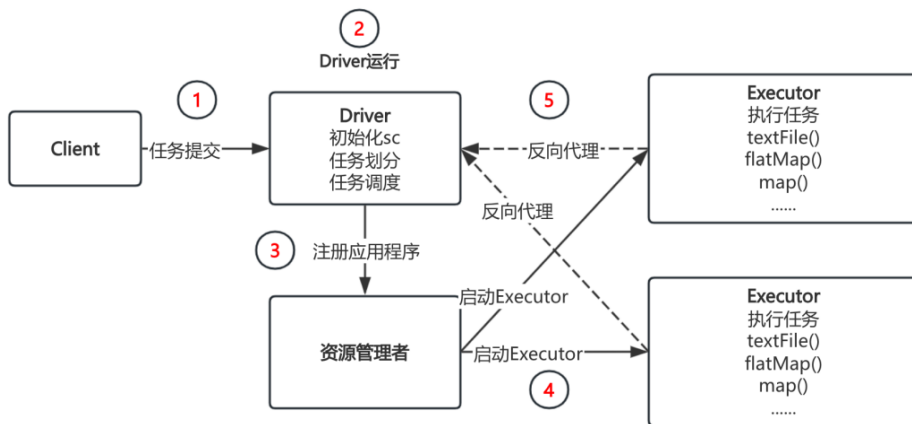 ②
Driver运行
①
Client
任务提交
Driver
初始化sc
任务划分
任务调度
⑤
反向代理
反向代理
Executor
执行任务
textFile()
flatMap()
map()
......
③
注册应用程序
资源管理者
启动Executor
启动Executor
④
Executor
执行任务
textFile()
flatMap()
map()
......